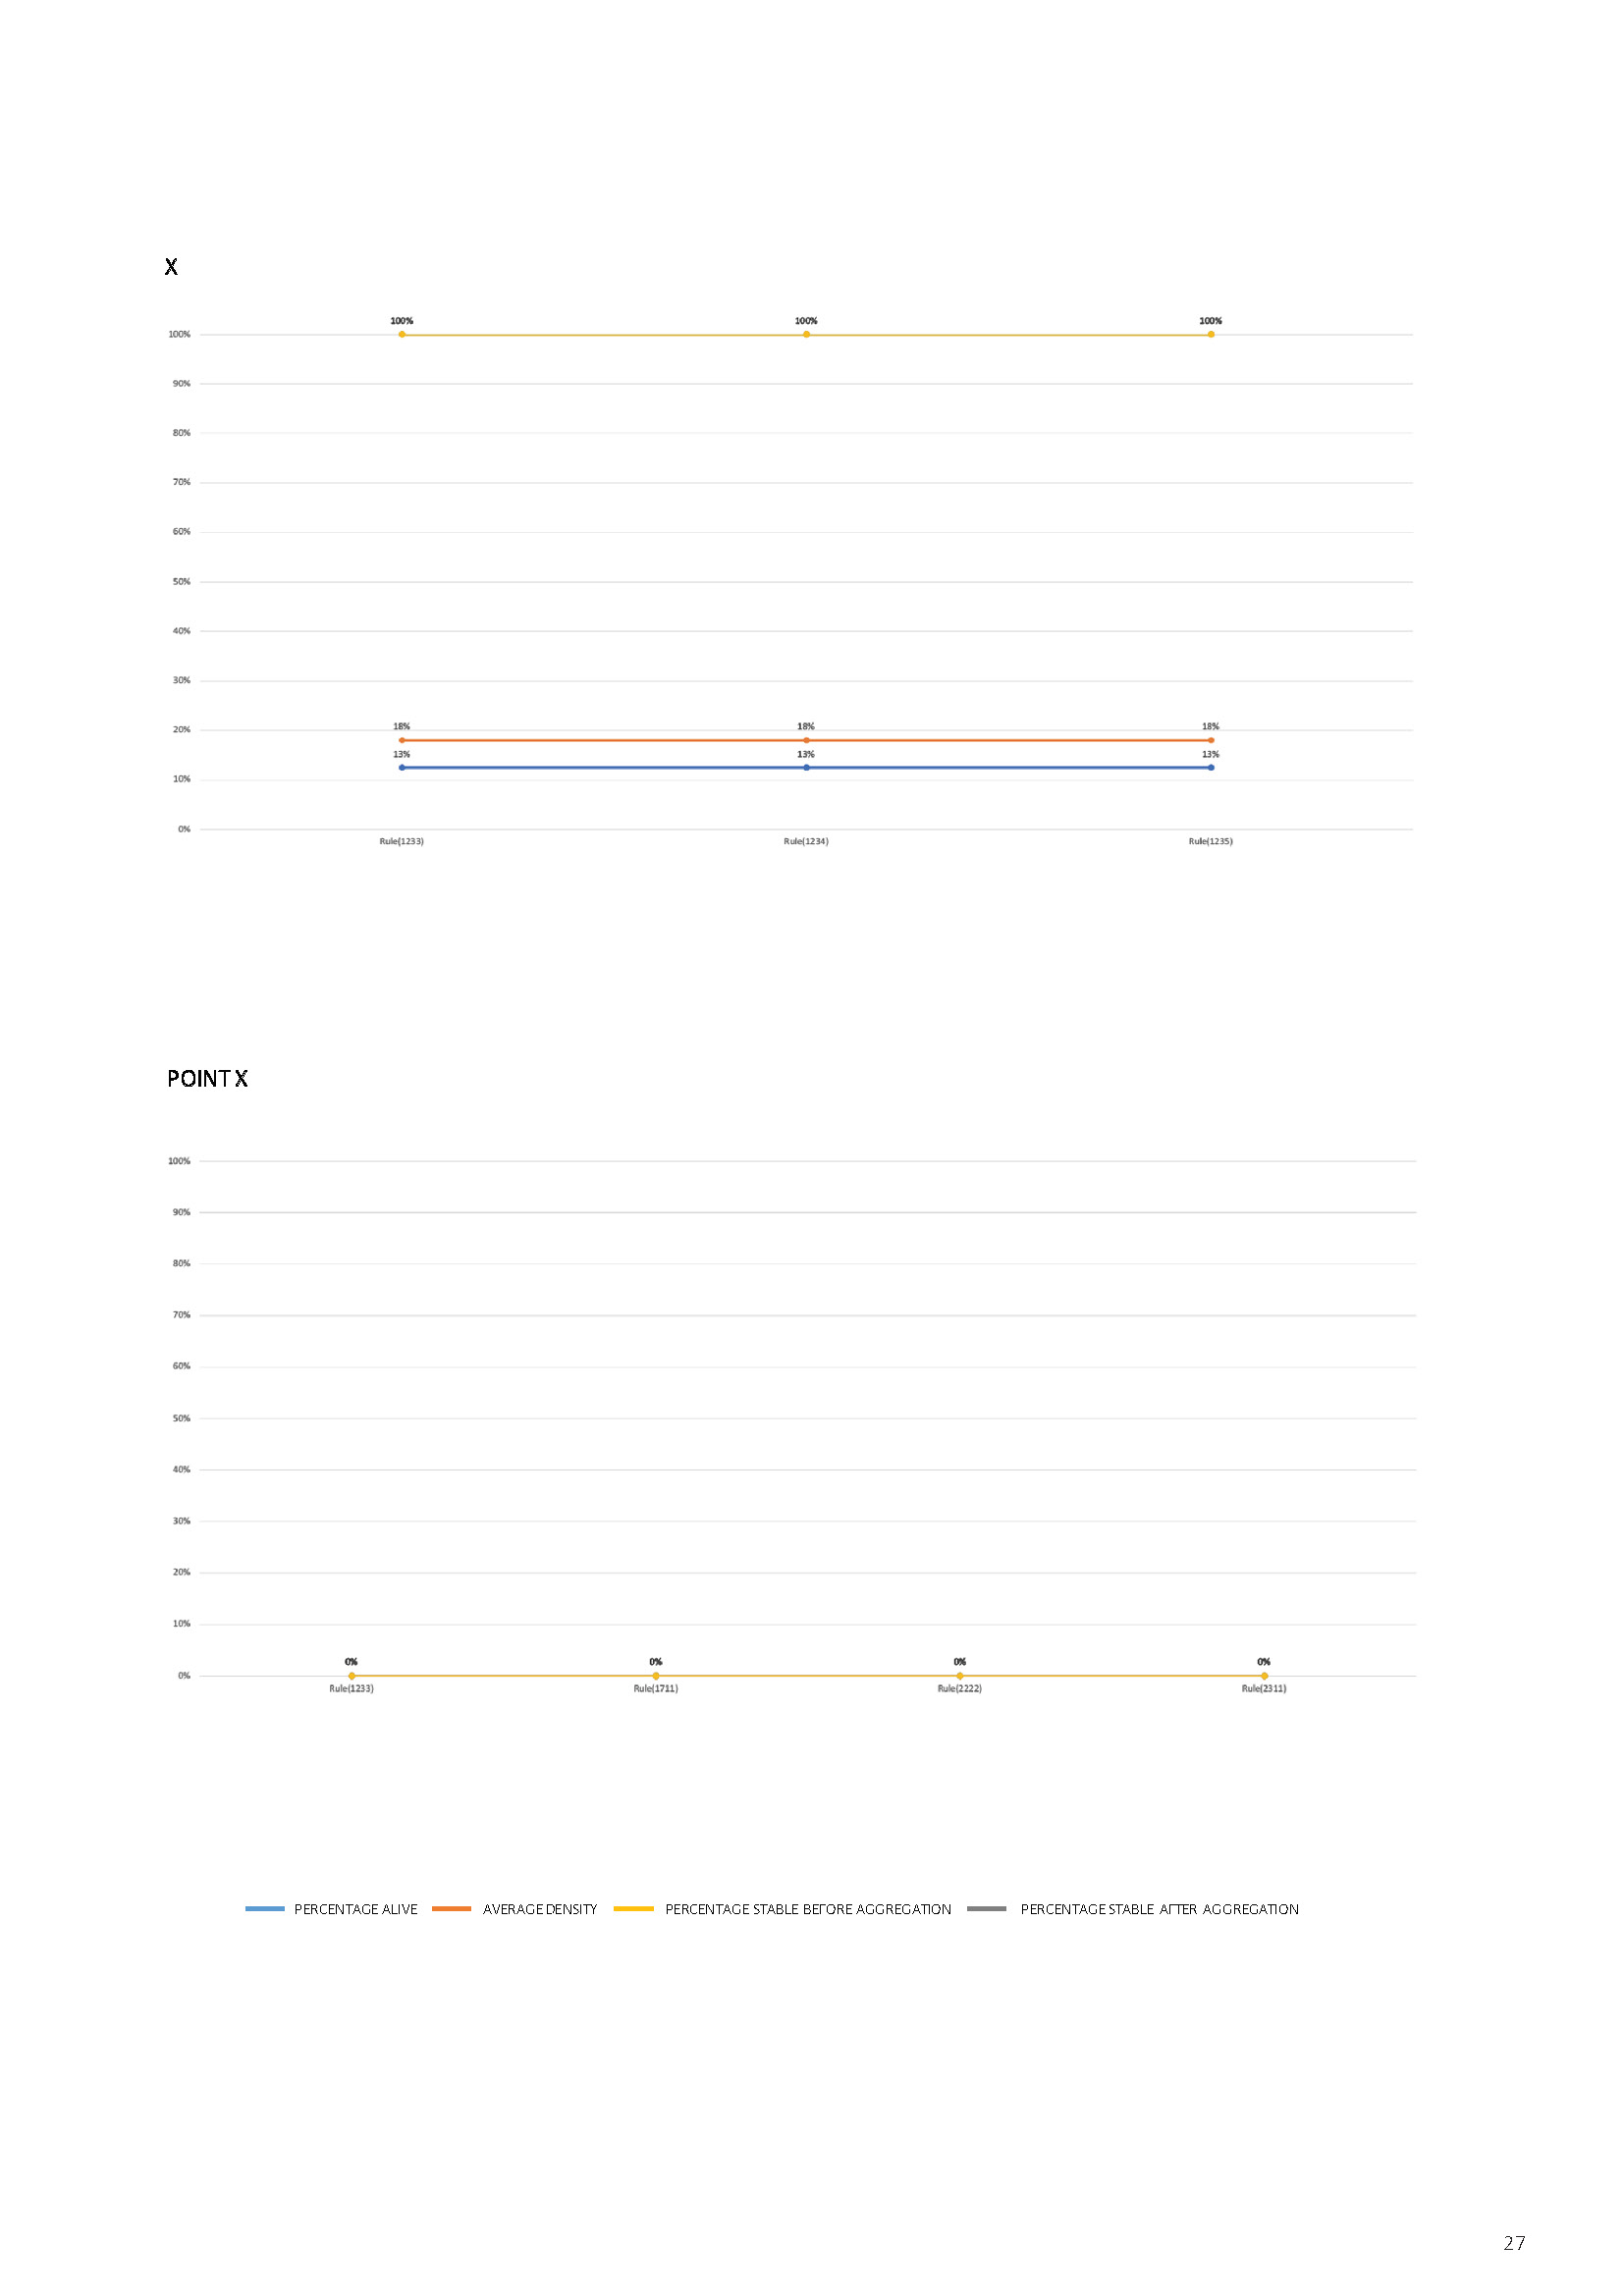 X
100% 100% 100%
100%
90%
80%
70%
60%
50%
40%
30%
18% 18% 18%
20%
13% 13% 13%
10%
0%
Rule(1233) Rule(1234) Rule(1235)
POINT X
100%
90%
80%
70%
60%
50%
40%
30%
20%
10%
0% 0% 0% 0%
0%
Rule(1233) Rule(1711) Rule(2222) Rule(2311)
PERCENTAGE ALIVE AVERAGE DENSITY PERCENTAGE STABLE BEFORE AGGREGATION PERCENTAGE STABLE AFTER AGGREGATION
27